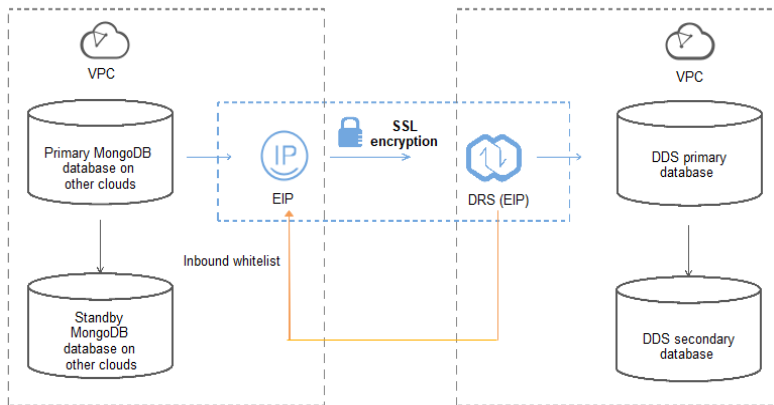 VPC
VPC
Primary MongoDB
database on
other clouds
IP
EIP
SSL
encryption
DRS (EIP)
DDS primary
database
Inbound whitelist
Standby
MongoDB
database on
other clouds
DDS secondary
database